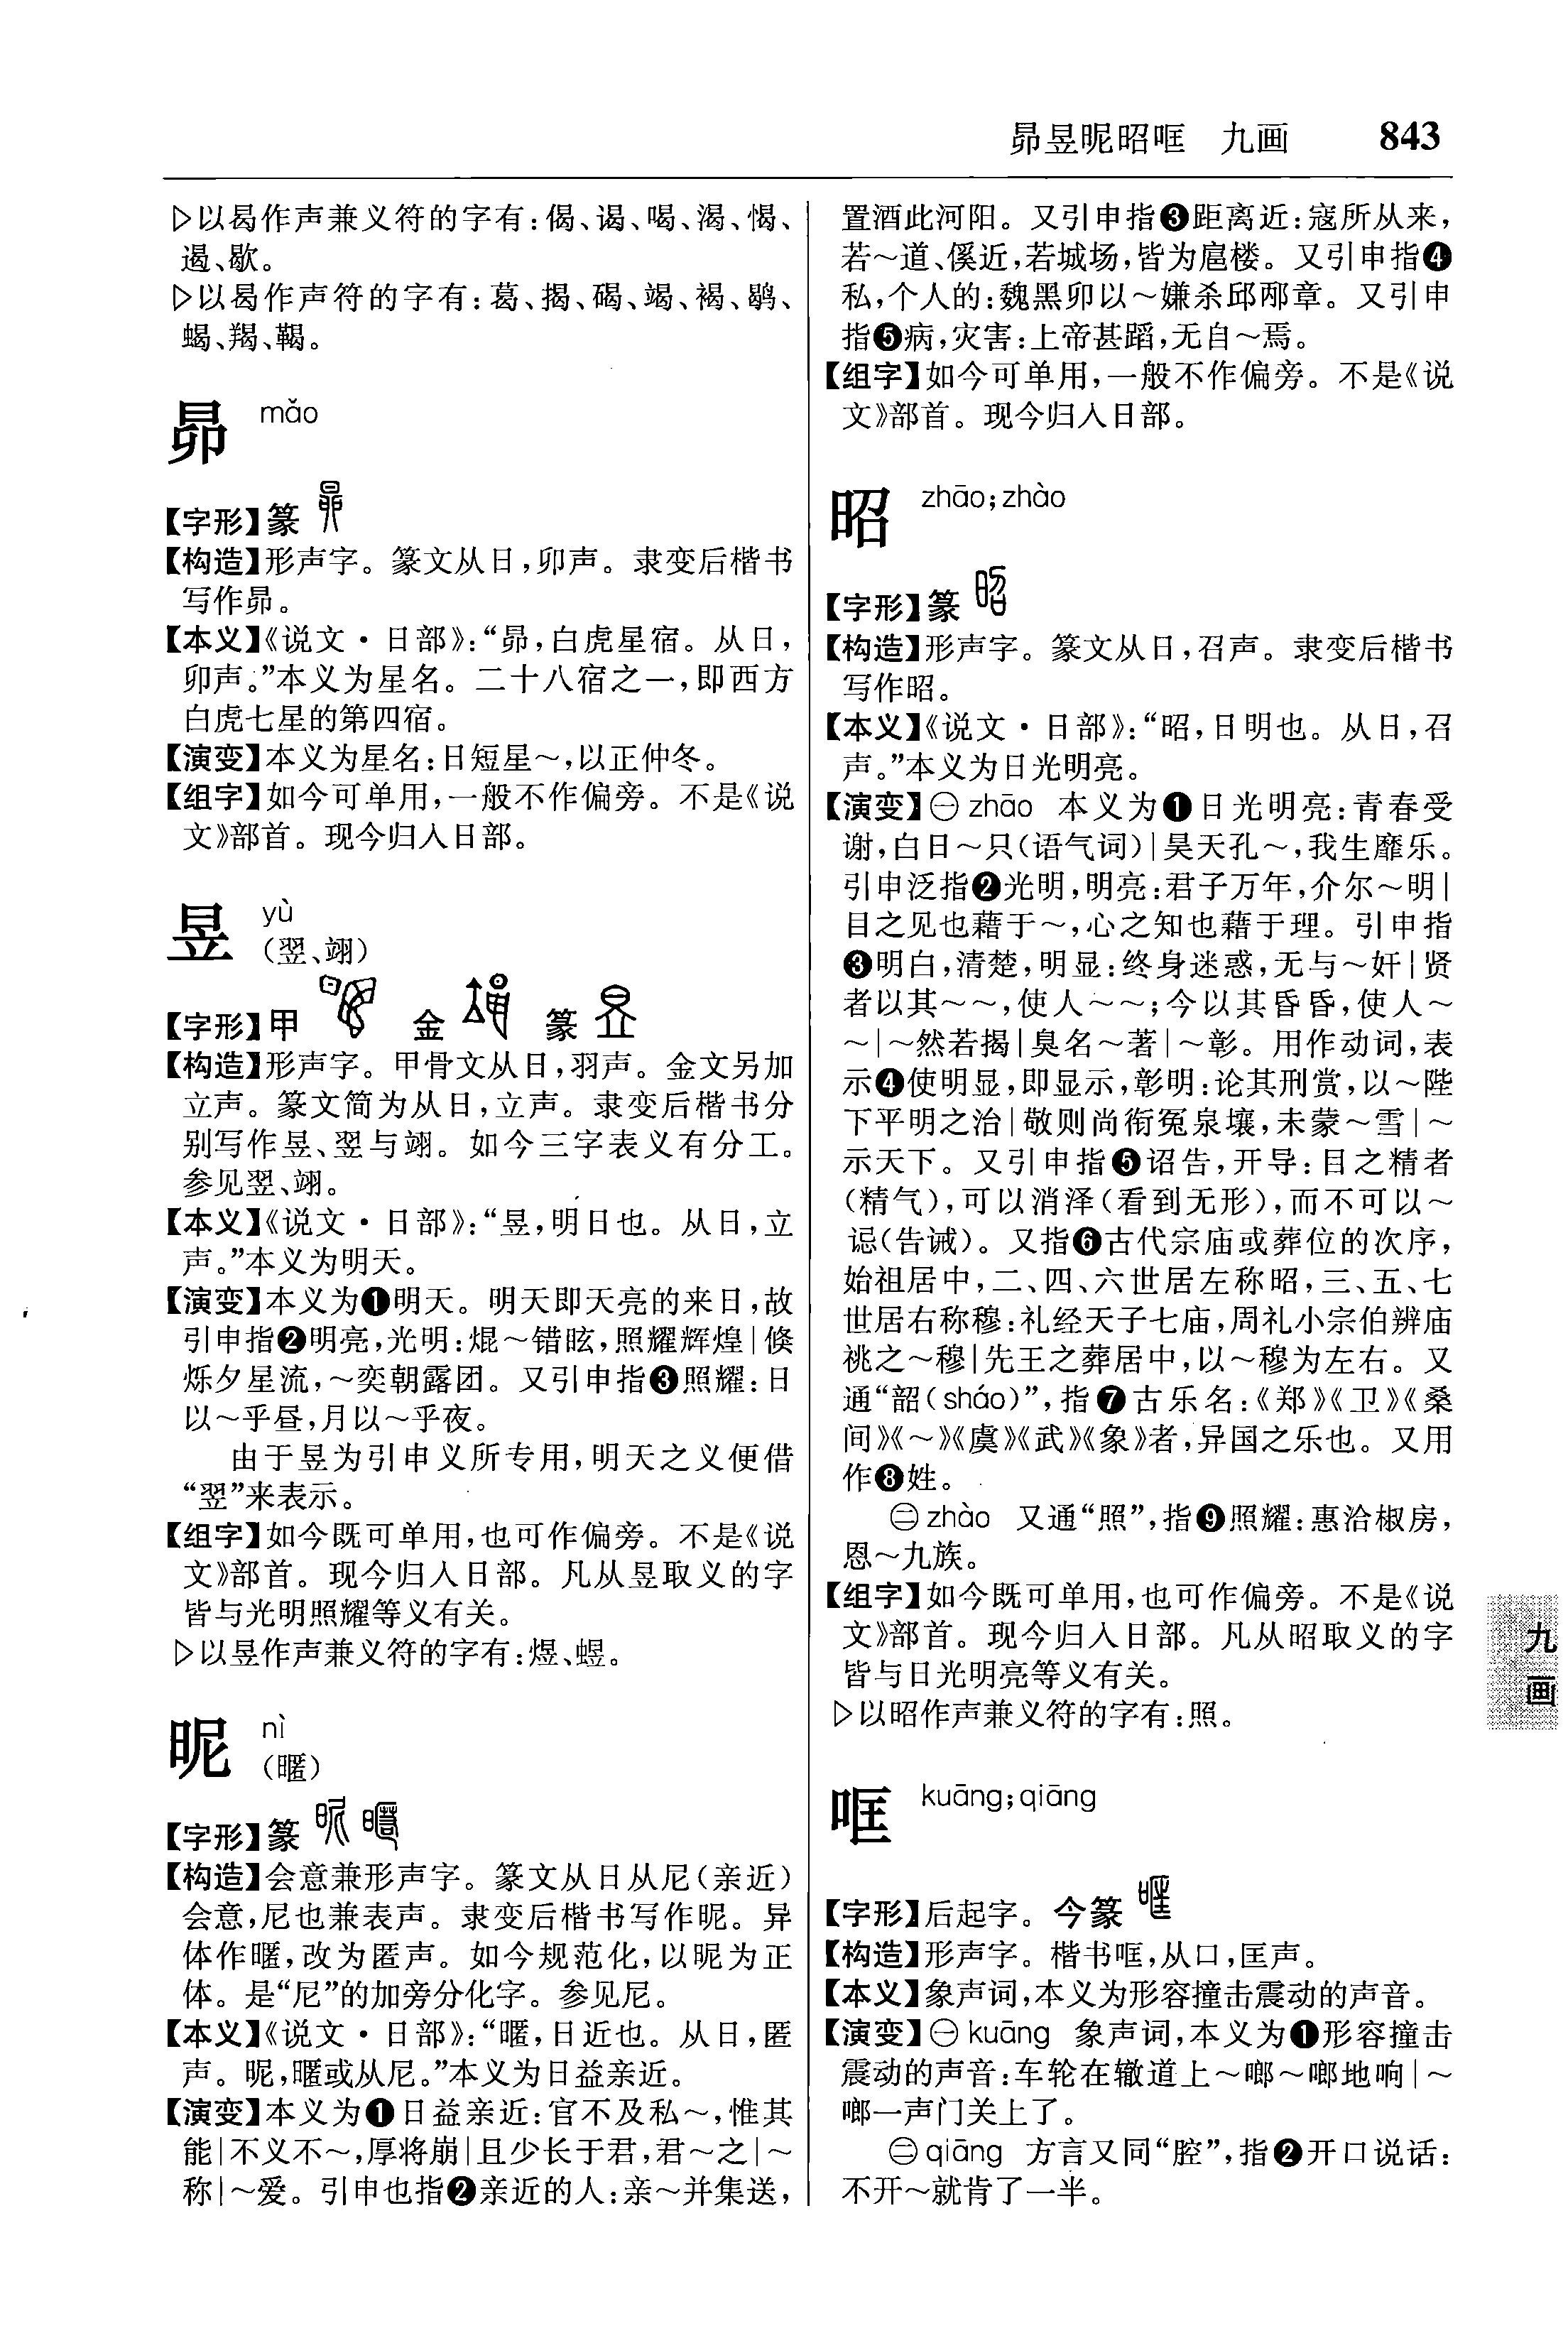 昴昱昵昭哐　九画　843
▷以曷作声兼义符的字有:偈、谒、喝、渴、愒、
遏、歇。
▷以曷作声符的字有:葛、揭、碣、竭、褐、鹖、
蝎、羯、鞨。
昴 mǎo
【字形】篆
【构造】形声字。篆文从日,卯声。隶变后楷书
写作昴。
【本义】《说文·日部》:“昴,白虎星宿。从日,
卯声。”本义为星名。二十八宿之一,即西方
白虎七星的第四宿。
【演变】本义为星名:日短星～,以正仲冬。
【组字】如今可单用,一般不作偏旁。不是《说
文》部首。现今归入日部。
昱 yù
(翌、翊)
【字形】甲 金 篆
【构造】形声字。甲骨文从日,羽声。金文另加
立声。篆文简为从日,立声。隶变后楷书分
别写作昱、翌与翊。如今三字表义有分工。
参见翌、翊。
【本义】《说文·日部》:“昱,明日也。从日,立
声。”本义为明天。
【演变】本义为❶明天。明天即天亮的来日,故
引申指❷明亮,光明:焜～错眩,照耀辉煌|倏
烁夕星流,～奕朝露团。又引申指❸照耀:日
以～乎昼,月以～乎夜。
由于昱为引申义所专用,明天之义便借
“翌”来表示。
【组字】如今既可单用,也可作偏旁。不是《说
文》部首。现今归入日部。凡从昱取义的字
皆与光明照耀等义有关。
▷以昱作声兼义符的字有:煜、喅。
昵 nì
(暱)
【字形】篆
【构造】会意兼形声字。篆文从日从尼(亲近)
会意,尼也兼表声。隶变后楷书写作昵。异
体作暱,改为匿声。如今规范化,以昵为正
体。是“尼”的加旁分化字。参见尼。
【本义】《说文·日部》:“暱,日近也。从日,匿
声。昵,暱或从尼。”本义为日益亲近。
【演变】本义为❶日益亲近:官不及私～,惟其
能|不义不～,厚将崩|且少长于君,君～之|～
称|～爱。引申也指❷亲近的人:亲～并集送,
置酒此河阳。又引申指❸距离近:寇所从来,
若～道、傒近,若城场,皆为扈楼。又引申指❹
私,个人的:魏黑卵以～嫌杀邱邴章。又引申
指❺病,灾害:上帝甚蹈,无自～焉。
【组字】如今可单用,一般不作偏旁。不是《说
文》部首。现今归入日部。
昭 zhāo;zhào
【字形】篆
【构造】形声字。篆文从日,召声。隶变后楷书
写作昭。
【本义】《说文·日部》:“昭,日明也。从日,召
声。”本义为日光明亮。
【演变】㊀zhāo 本义为❶日光明亮:青春受
谢,白日～只(语气词)|昊天孔～,我生靡乐。
引申泛指❷光明,明亮:君子万年,介尔～明|
目之见也藉于～,心之知也藉于理。引申指
❸明白,清楚,明显:终身迷惑,无与～奸|贤
者以其～～,使人～～;今以其昏昏,使人～
～|～然若揭|臭名～著|～彰。用作动词,表
示❹使明显,即显示,彰明:论其刑赏,以～陛
下平明之治|敬则尚衔冤泉壤,未蒙～雪|～
示天下。又引申指❺诏告,开导:目之精者
(精气),可以消泽(看到无形),而不可以～
誋(告诫)。又指❻古代宗庙或葬位的次序,
始祖居中,二、四、六世居左称昭,三、五、七
世居右称穆:礼经天子七庙,周礼小宗伯辨庙
祧之～穆|先王之葬居中,以～穆为左右。又
通“韶(sháo)”,指❼古乐名:《郑》《卫》《桑
间》《～》《虞》《武》《象》者,异国之乐也。又用
作❽姓。
㊁zhào 又通“照”,指❾照耀:惠洽椒房,
恩～九族。
【组字】如今既可单用,也可作偏旁。不是《说
文》部首。现今归入日部。凡从昭取义的字
皆与日光明亮等义有关。
▷以昭作声兼义符的字有:照。
哐 kuāng;qiāng
【字形】后起字。今篆
【构造】形声字。楷书哐,从口,匡声。
【本义】象声词,本义为形容撞击震动的声音。
【演变】㊀kuāng 象声词,本义为❶形容撞击
震动的声音:车轮在辙道上～啷～啷地响|～
啷一声门关上了。
㊁qiāng 方言又同“腔”,指❷开口说话:
不开～就肯了一半。
九
画